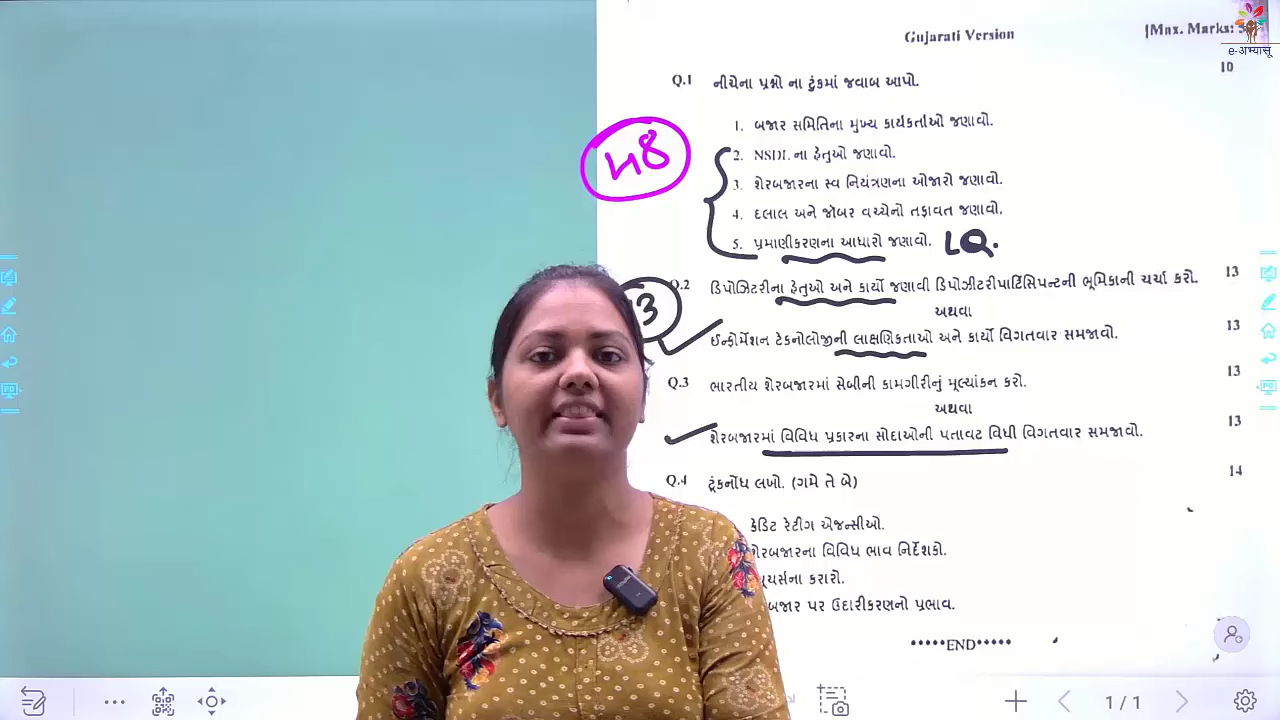 Gujarati Version
[Max. Marks: 5
e-अभ्यासू
10
Q.1 નીચેના પ્રશ્નો ના ટુંકમાં જવાબ આપો.
1. બજાર સમિતિના મુખ્ય કાર્યકર્તાઓ જણાવો.
48
2. NSDL ના હેતુઓ જણાવો.
3. શેરબજારના સ્વ નિયંત્રણના ઓજારો જણાવો.
4. દલાલ અને જૉબર વચ્ચેનો તફાવત જણાવો.
5. પ્રમાણીકરણના આધારો જણાવો. LQ.
Q.2 ડિપોઝિટરીના હેતુઓ અને કાર્યો જણાવી ડિપોઝીટરીપાર્ટિસિપન્ટની ભૂમિકાની ચર્ચા કરો. 13
અથવા
3
ઈન્ફોર્મેશન ટેકનોલોજીની લાક્ષણિકતાઓ અને કાર્યો વિગતવાર સમજાવો. 13
Q.3 ભારતીય શેરબજારમાં સેબીની કામગીરીનું મૂલ્યાંકન કરો. 13
અથવા
શેરબજારમાં વિવિધ પ્રકારના સોદાઓની પતાવટ વિધી વિગતવાર સમજાવો. 13
Q.4 ટૂંકનોંધ લખો. (ગમે તે બે) 14
ક્રેડિટ રેટીગ એજન્સીઓ.
શેરબજારના વિવિધ ભાવ નિર્દેશકો.
ચર્સના કરારો.
બજાર પર ઉદારીકરણનો પ્રભાવ.
*****END*****
1 / 1